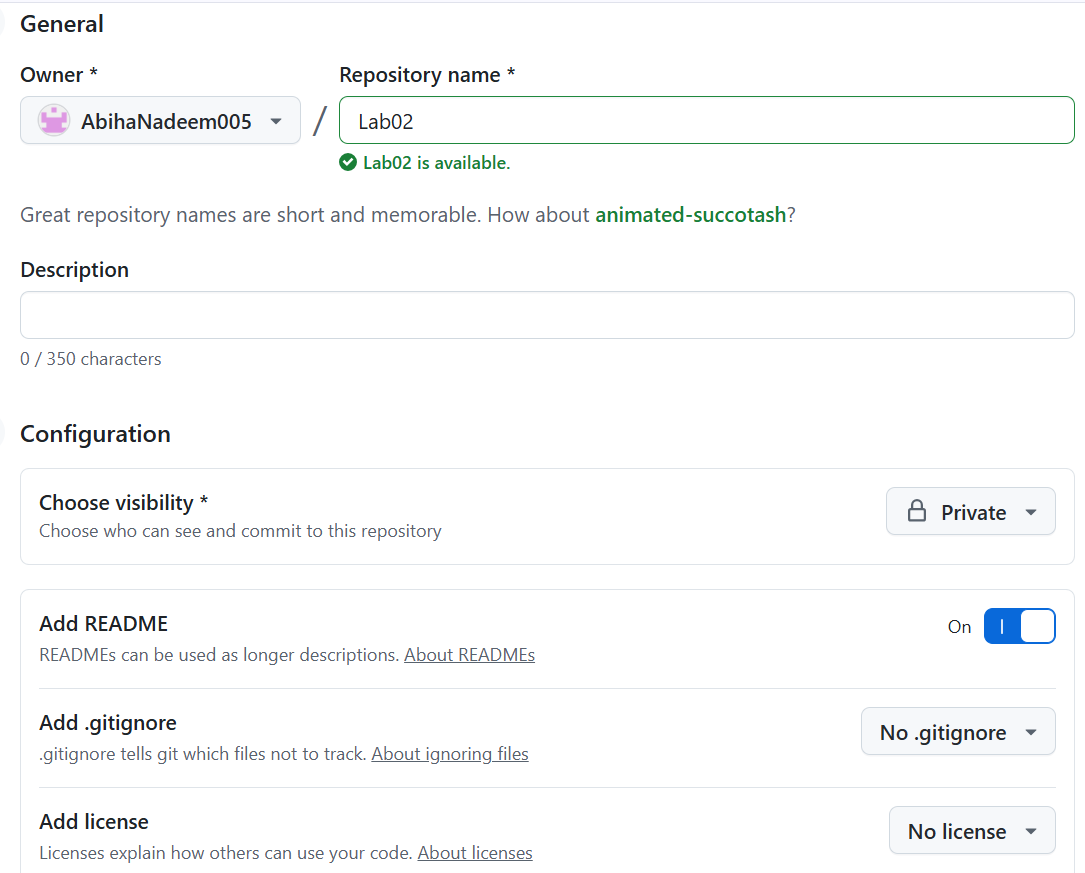 General
Owner *
Repository name *
AbihaNadeem005
/
Lab02
Lab02 is available.
Great repository names are short and memorable. How about animated-succotash?
Description
0 / 350 characters
Configuration
Choose visibility *
Choose who can see and commit to this repository
Private
Add README
READMEs can be used as longer descriptions. About READMEs
On
Add .gitignore
.gitignore tells git which files not to track. About ignoring files
No .gitignore
Add license
Licenses explain how others can use your code. About licenses
No license